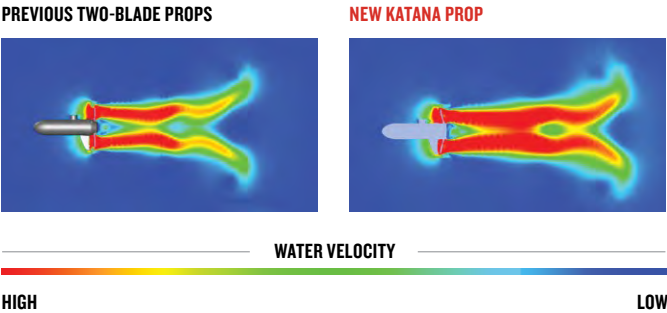 PREVIOUS TWO-BLADE PROPS
NEW KATANA PROP
WATER VELOCITY
HIGH
LOW